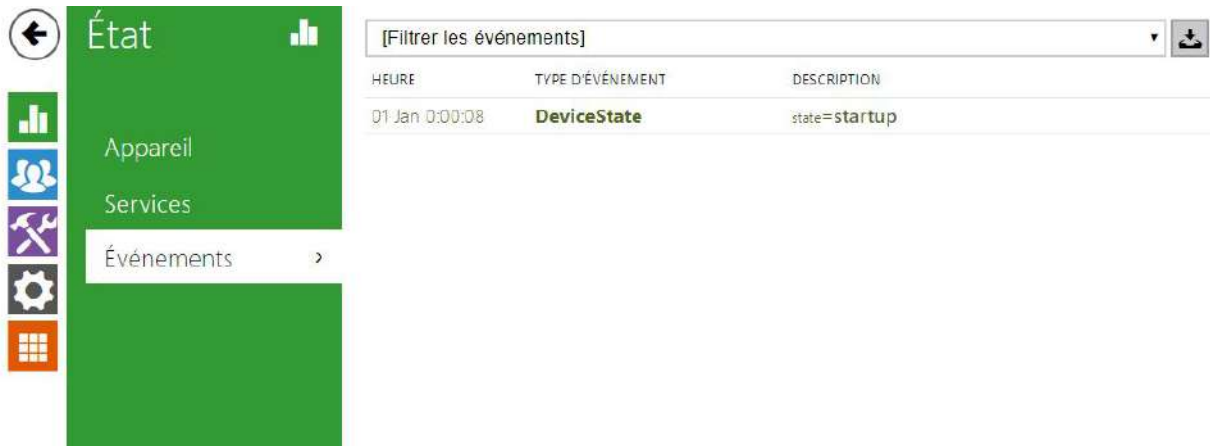 État
Appareil
Services
Événements
[Filtrer les événements]
HEURE TYPE D'ÉVÉNEMENT DESCRIPTION
01 Jan 0:00:08 DeviceState state=startup